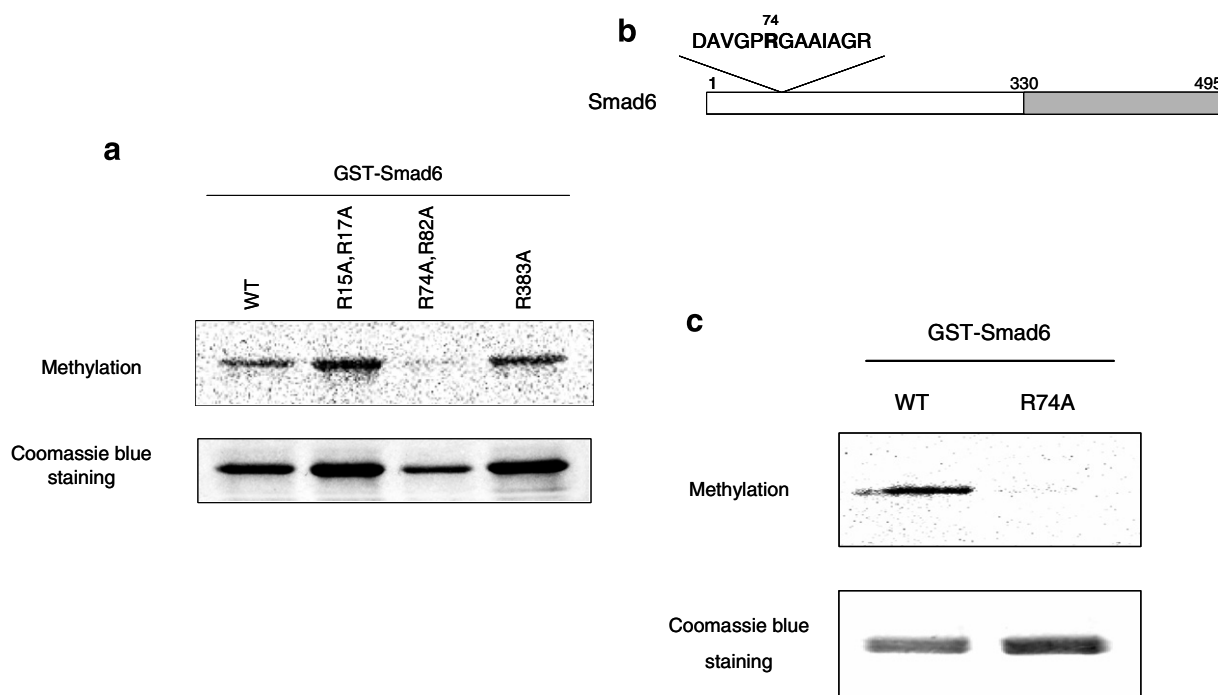 a
GST-Smad6
WT
R15A,R17A
R74A,R82A
R383A
Methylation
Coomassie blue
staining
b
74
DAVGPRGAAIAGR
1
330
495
Smad6
c
GST-Smad6
WT
R74A
Methylation
Coomassie blue
staining